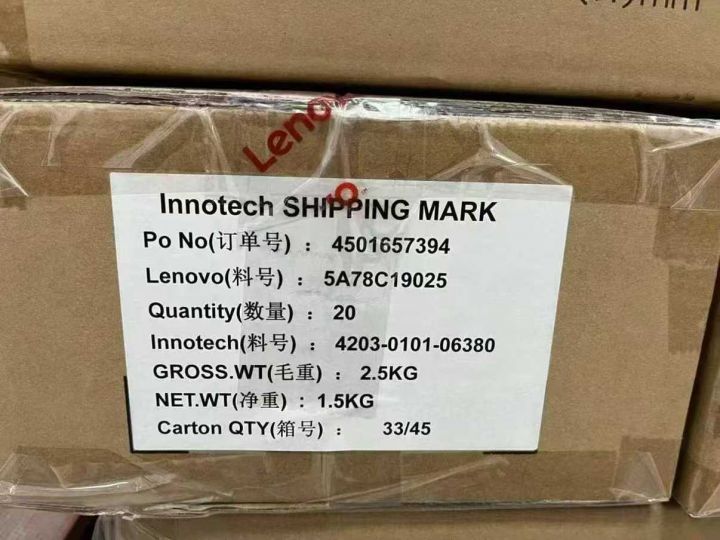 Lenovo
Innotech SHIPPING MARK
Po No(订单号) : 4501657394
Lenovo(料号) : 5A78C19025
Quantity(数量) : 20
Innotech(料号) : 4203-0101-06380
GROSS.WT(毛重) : 2.5KG
NET.WT(净重) : 1.5KG
Carton QTY(箱号) : 33/45